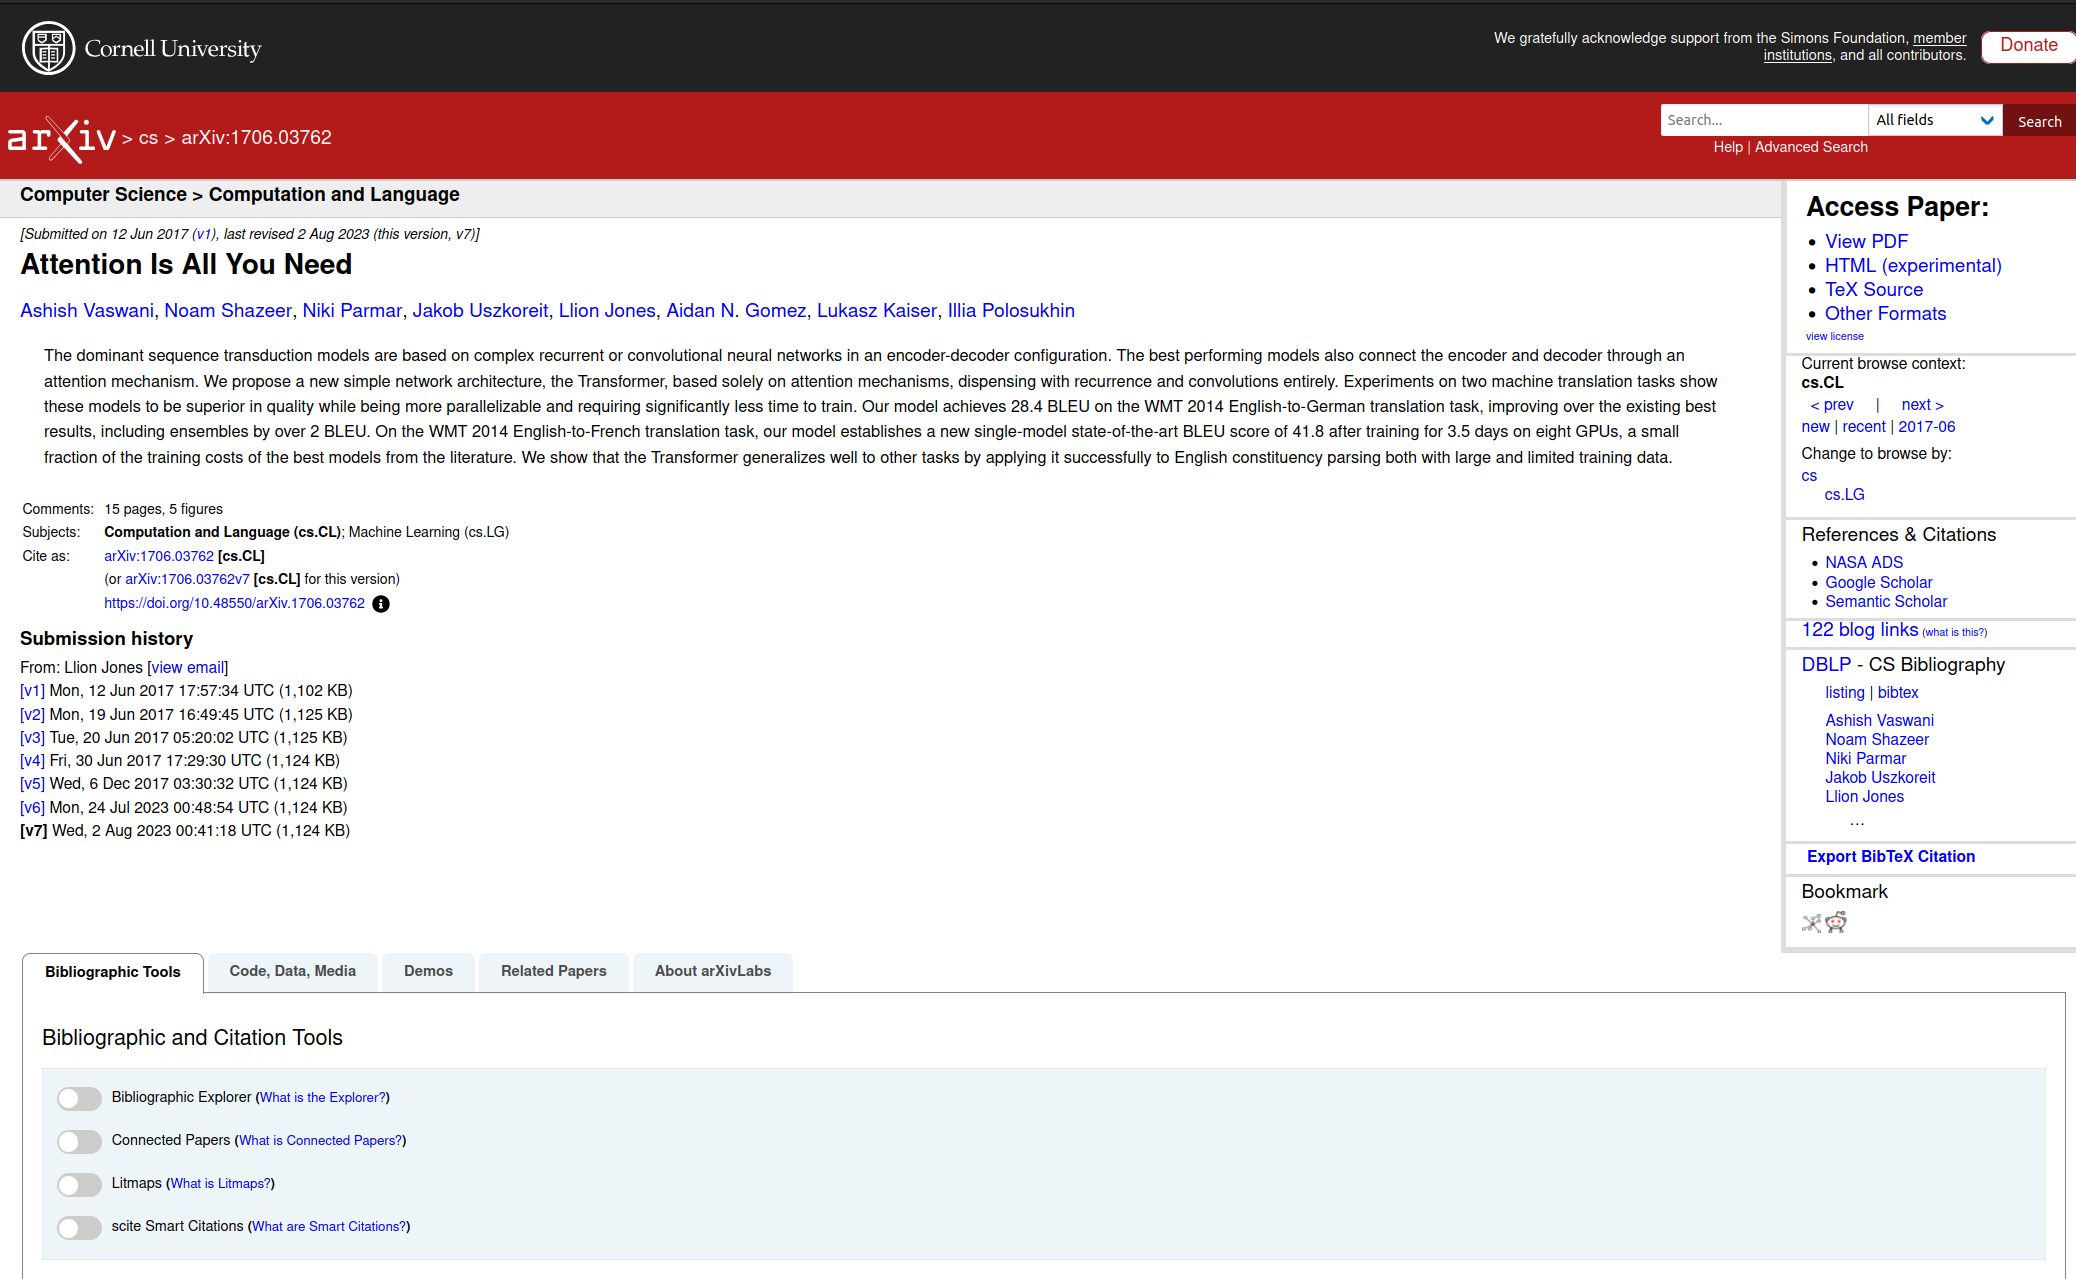 Cornell University
We gratefully acknowledge support from the Simons Foundation, member
institutions, and all contributors.
Donate
arXiv > cs > arXiv:1706.03762
Search...
All fields
Search
Help | Advanced Search
Computer Science > Computation and Language
[Submitted on 12 Jun 2017 (v1), last revised 2 Aug 2023 (this version, v7)]
Attention Is All You Need
Ashish Vaswani, Noam Shazeer, Niki Parmar, Jakob Uszkoreit, Llion Jones, Aidan N. Gomez, Lukasz Kaiser, Illia Polosukhin
The dominant sequence transduction models are based on complex recurrent or convolutional neural networks in an encoder-decoder configuration. The best performing models also connect the encoder and decoder through an
attention mechanism. We propose a new simple network architecture, the Transformer, based solely on attention mechanisms, dispensing with recurrence and convolutions entirely. Experiments on two machine translation tasks show
these models to be superior in quality while being more parallelizable and requiring significantly less time to train. Our model achieves 28.4 BLEU on the WMT 2014 English-to-German translation task, improving over the existing best
results, including ensembles by over 2 BLEU. On the WMT 2014 English-to-French translation task, our model establishes a new single-model state-of-the-art BLEU score of 41.8 after training for 3.5 days on eight GPUs, a small
fraction of the training costs of the best models from the literature. We show that the Transformer generalizes well to other tasks by applying it successfully to English constituency parsing both with large and limited training data.
Comments: 15 pages, 5 figures
Subjects: Computation and Language (cs.CL); Machine Learning (cs.LG)
Cite as: arXiv:1706.03762 [cs.CL]
(or arXiv:1706.03762v7 [cs.CL] for this version)
https://doi.org/10.48550/arXiv.1706.03762
Submission history
From: Llion Jones [view email]
[v1] Mon, 12 Jun 2017 17:57:34 UTC (1,102 KB)
[v2] Mon, 19 Jun 2017 16:49:45 UTC (1,125 KB)
[v3] Tue, 20 Jun 2017 05:20:02 UTC (1,125 KB)
[v4] Fri, 30 Jun 2017 17:29:30 UTC (1,124 KB)
[v5] Wed, 6 Dec 2017 03:30:32 UTC (1,124 KB)
[v6] Mon, 24 Jul 2023 00:48:54 UTC (1,124 KB)
[v7] Wed, 2 Aug 2023 00:41:18 UTC (1,124 KB)
Access Paper:
View PDF
HTML (experimental)
TeX Source
Other Formats
view license
Current browse context:
cs.CL
< prev | next >
new | recent | 2017-06
Change to browse by:
cs
cs.LG
References & Citations
NASA ADS
Google Scholar
Semantic Scholar
122 blog links (what is this?)
DBLP - CS Bibliography
listing | bibtex
Ashish Vaswani
Noam Shazeer
Niki Parmar
Jakob Uszkoreit
Llion Jones
...
Export BibTeX Citation
Bookmark
Bibliographic Tools
Code, Data, Media
Demos
Related Papers
About arXivLabs
Bibliographic and Citation Tools
Bibliographic Explorer (What is the Explorer?)
Connected Papers (What is Connected Papers?)
Litmaps (What is Litmaps?)
scite Smart Citations (What are Smart Citations?)